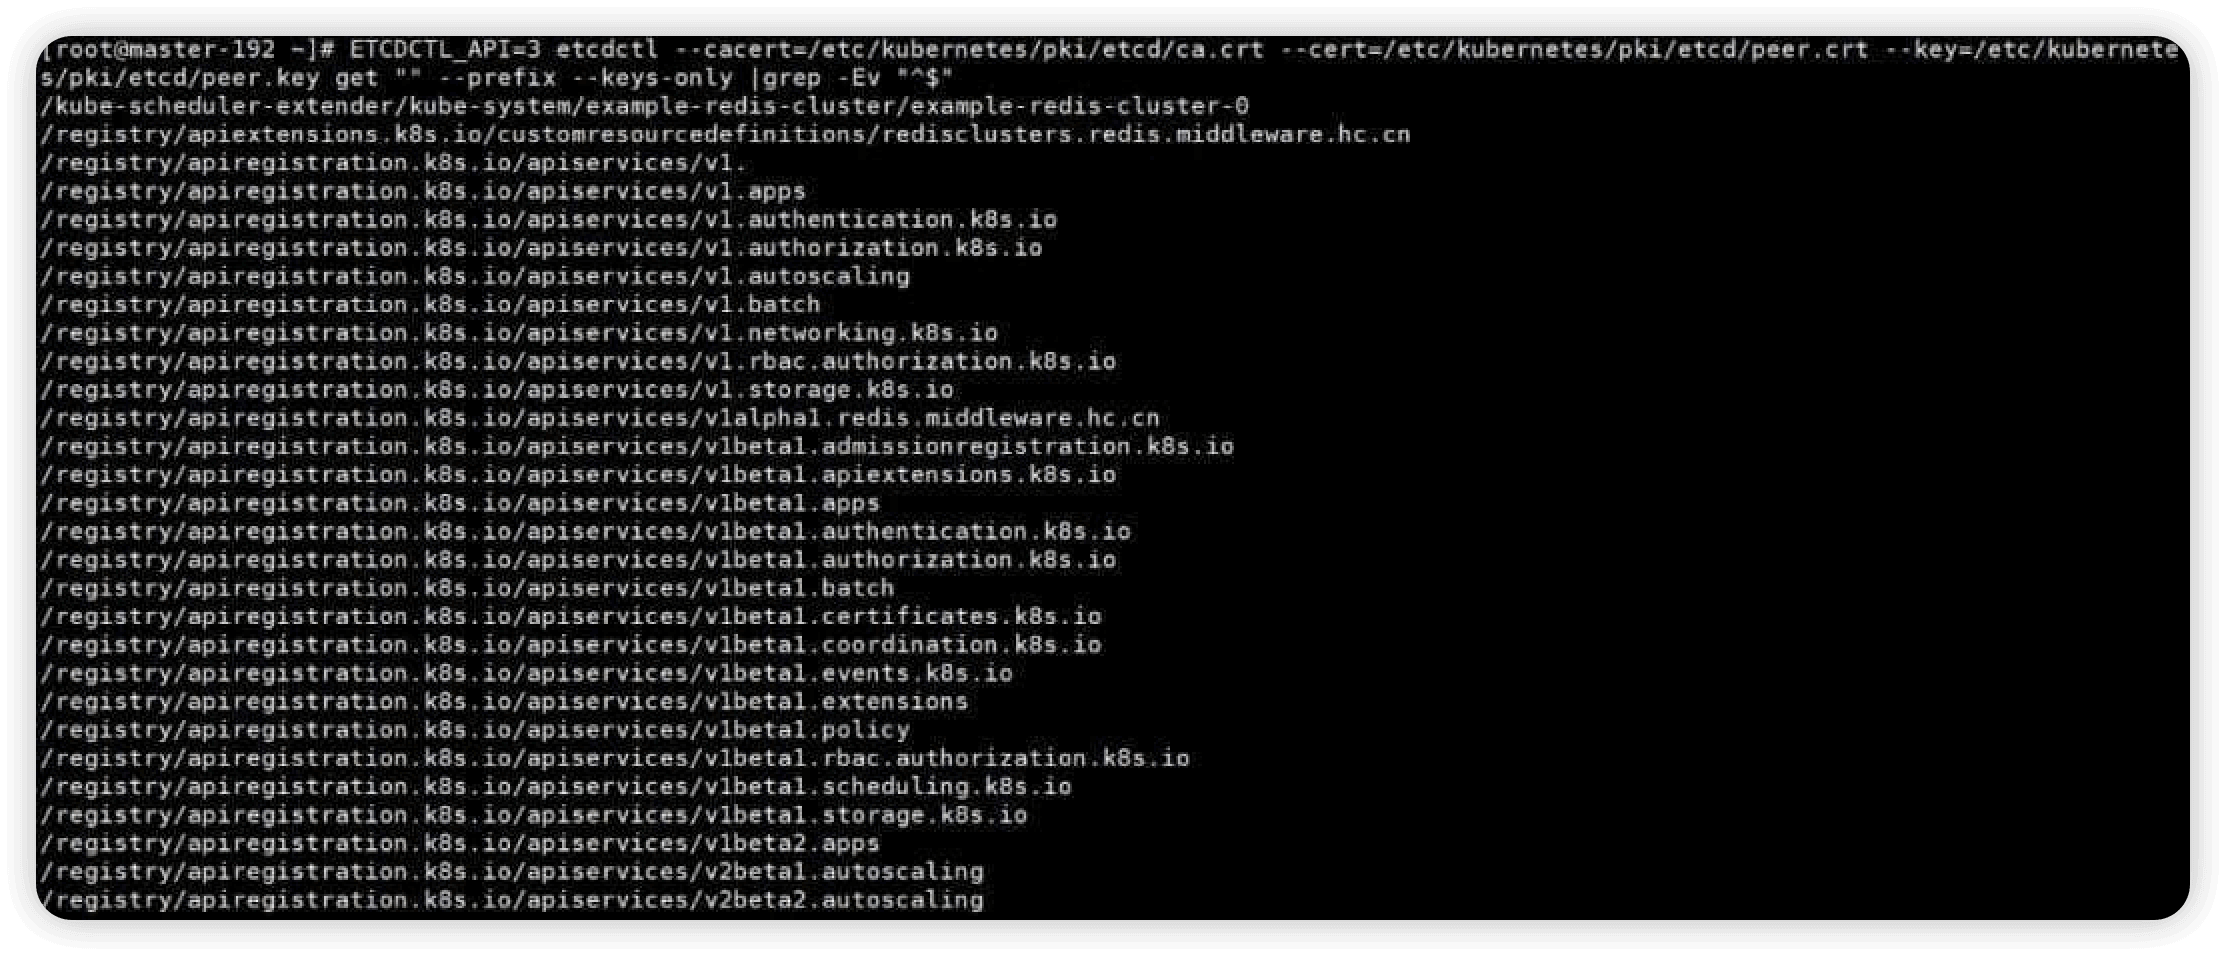 [root@master-192 ~]# ETCDCTL_API=3 etcdctl --cacert=/etc/kubernetes/pki/etcd/ca.crt --cert=/etc/kubernetes/pki/etcd/peer.crt --key=/etc/kubernete
s/pki/etcd/peer.key get "" --prefix --keys-only |grep -Ev "^$"
/kube-scheduler-extender/kube-system/example-redis-cluster/example-redis-cluster-0
/registry/apiextensions.k8s.io/customresourcedefinitions/redisclusters.redis.middleware.hc.cn
/registry/apiregistration.k8s.io/apiservices/v1.
/registry/apiregistration.k8s.io/apiservices/v1.apps
/registry/apiregistration.k8s.io/apiservices/v1.authentication.k8s.io
/registry/apiregistration.k8s.io/apiservices/v1.authorization.k8s.io
/registry/apiregistration.k8s.io/apiservices/v1.autoscaling
/registry/apiregistration.k8s.io/apiservices/v1.batch
/registry/apiregistration.k8s.io/apiservices/v1.networking.k8s.io
/registry/apiregistration.k8s.io/apiservices/v1.rbac.authorization.k8s.io
/registry/apiregistration.k8s.io/apiservices/v1.storage.k8s.io
/registry/apiregistration.k8s.io/apiservices/v1alpha1.redis.middleware.hc.cn
/registry/apiregistration.k8s.io/apiservices/v1beta1.admissionregistration.k8s.io
/registry/apiregistration.k8s.io/apiservices/v1beta1.apiextensions.k8s.io
/registry/apiregistration.k8s.io/apiservices/v1beta1.apps
/registry/apiregistration.k8s.io/apiservices/v1beta1.authentication.k8s.io
/registry/apiregistration.k8s.io/apiservices/v1beta1.authorization.k8s.io
/registry/apiregistration.k8s.io/apiservices/v1beta1.batch
/registry/apiregistration.k8s.io/apiservices/v1beta1.certificates.k8s.io
/registry/apiregistration.k8s.io/apiservices/v1beta1.coordination.k8s.io
/registry/apiregistration.k8s.io/apiservices/v1beta1.events.k8s.io
/registry/apiregistration.k8s.io/apiservices/v1beta1.extensions
/registry/apiregistration.k8s.io/apiservices/v1beta1.policy
/registry/apiregistration.k8s.io/apiservices/v1beta1.rbac.authorization.k8s.io
/registry/apiregistration.k8s.io/apiservices/v1beta1.scheduling.k8s.io
/registry/apiregistration.k8s.io/apiservices/v1beta1.storage.k8s.io
/registry/apiregistration.k8s.io/apiservices/v1beta2.apps
/registry/apiregistration.k8s.io/apiservices/v2beta1.autoscaling
/registry/apiregistration.k8s.io/apiservices/v2beta2.autoscaling